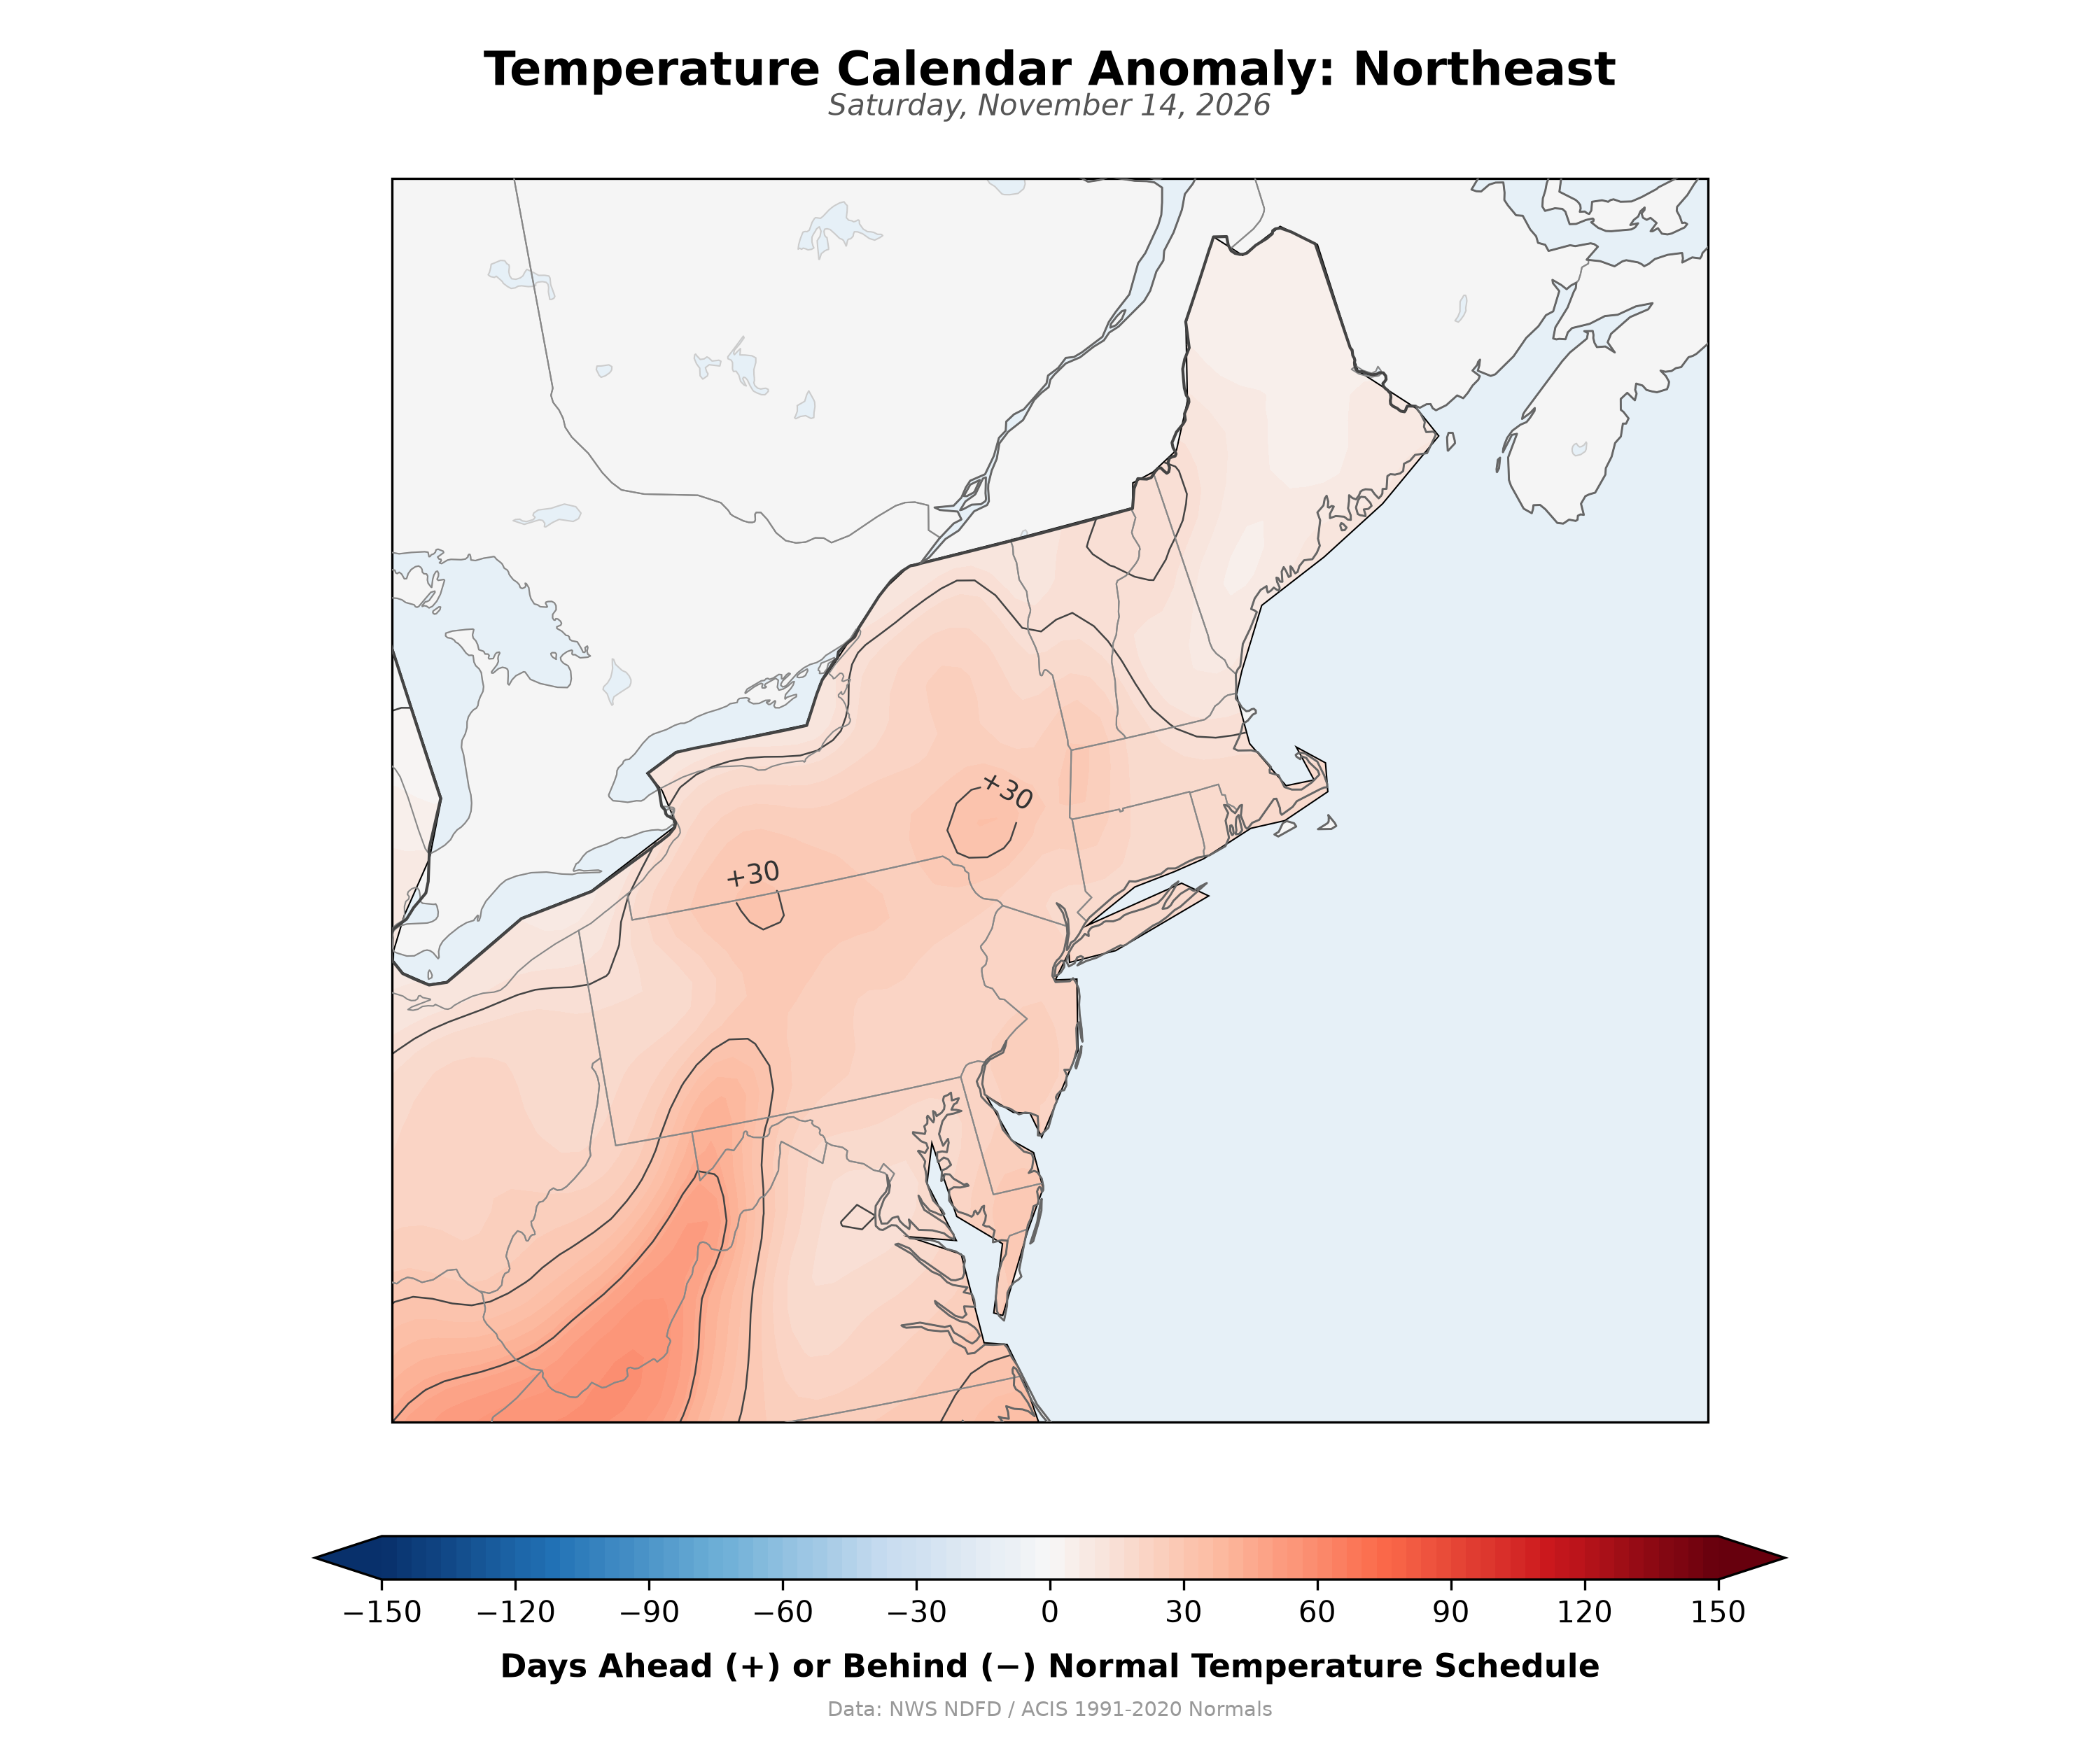 Temperature Calendar Anomaly: Northeast
Saturday, November 14, 2026
+30
+30
−150 −120 −90 −60 −30 0 30 60 90 120 150
Days Ahead (+) or Behind (−) Normal Temperature Schedule
Data: NWS NDFD / ACIS 1991-2020 Normals